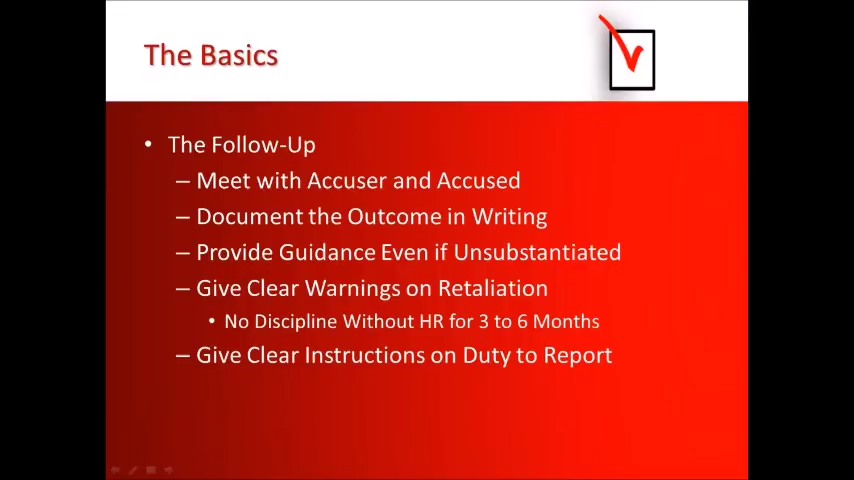 The Basics
• The Follow-Up
– Meet with Accuser and Accused
– Document the Outcome in Writing
– Provide Guidance Even if Unsubstantiated
– Give Clear Warnings on Retaliation
• No Discipline Without HR for 3 to 6 Months
– Give Clear Instructions on Duty to Report